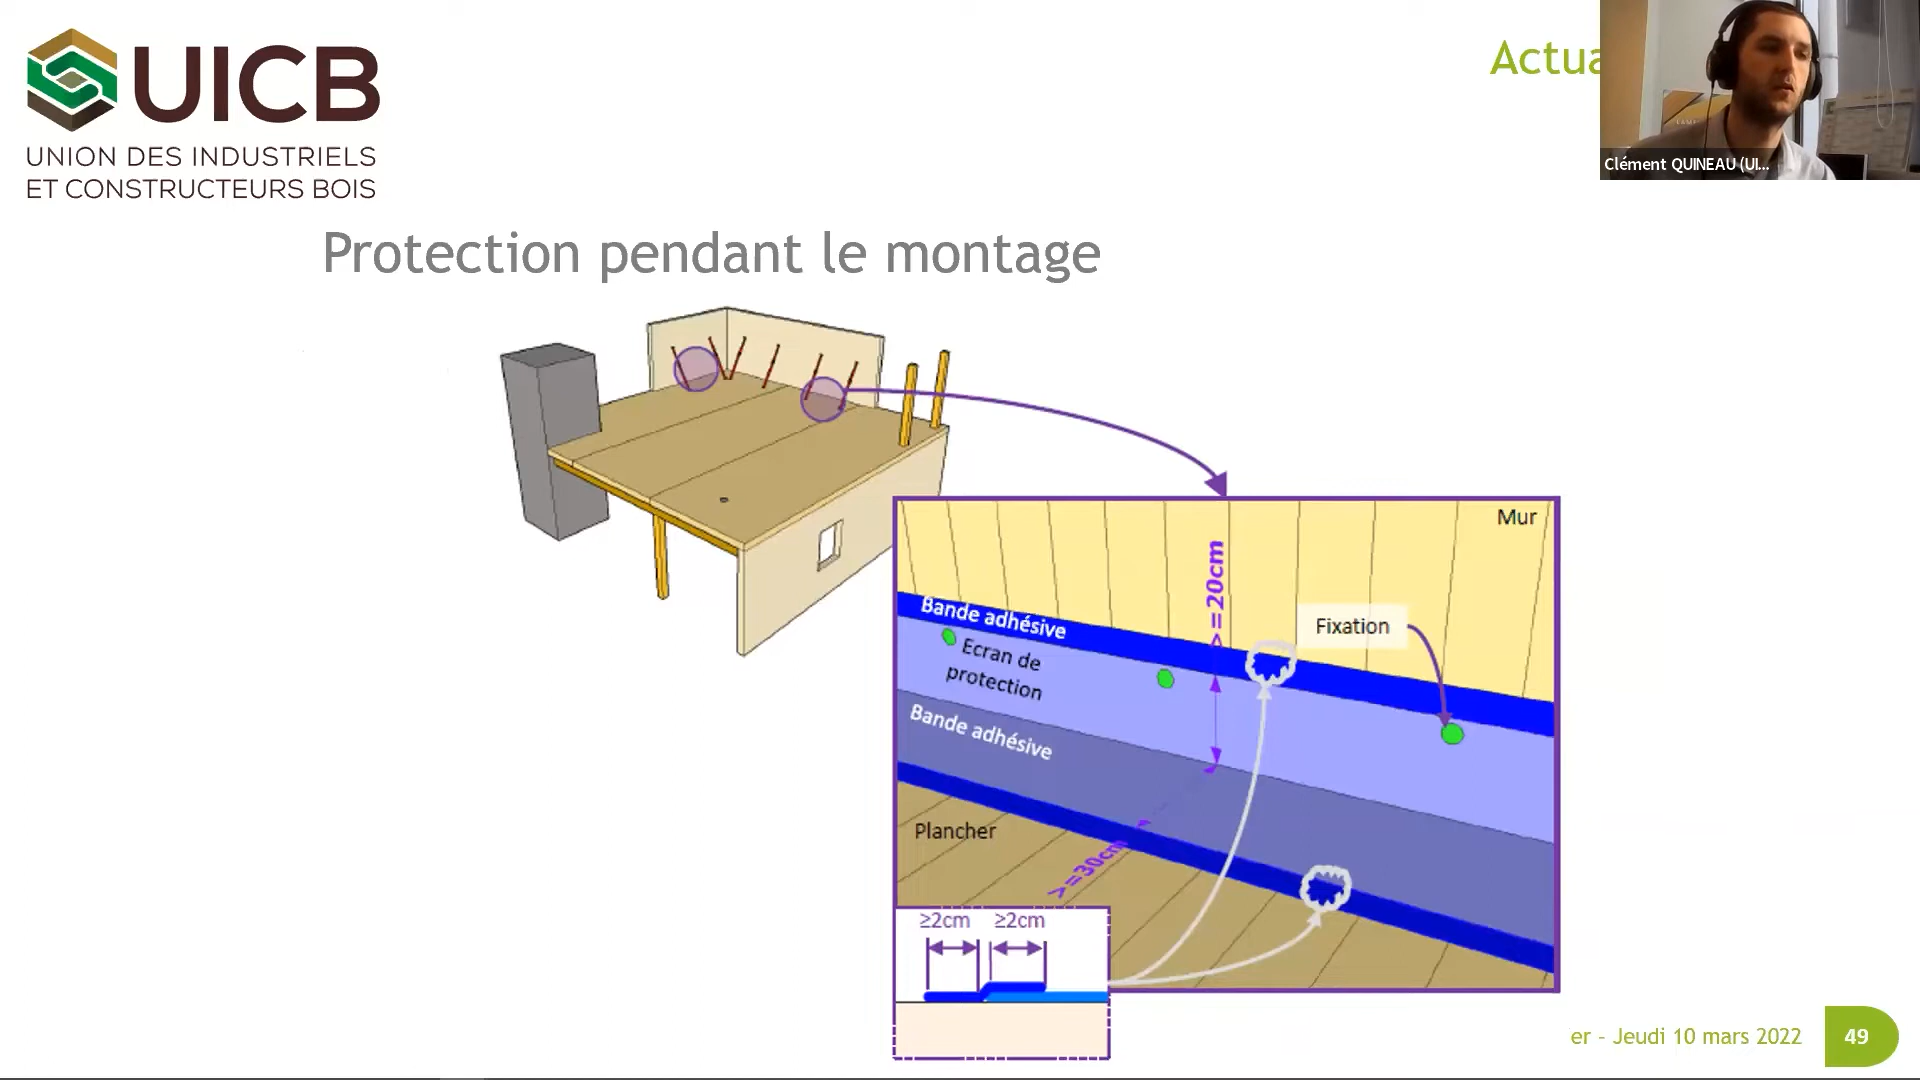 UICB
UNION DES INDUSTRIELS
ET CONSTRUCTEURS BOIS
Actua
Clément QUINEAU (UI...
Protection pendant le montage
Mur
>=20cm
Bande adhésive
Fixation
Ecran de
protection
Bande adhésive
Plancher
>=30cm
≥2cm ≥2cm
er - Jeudi 10 mars 2022
49